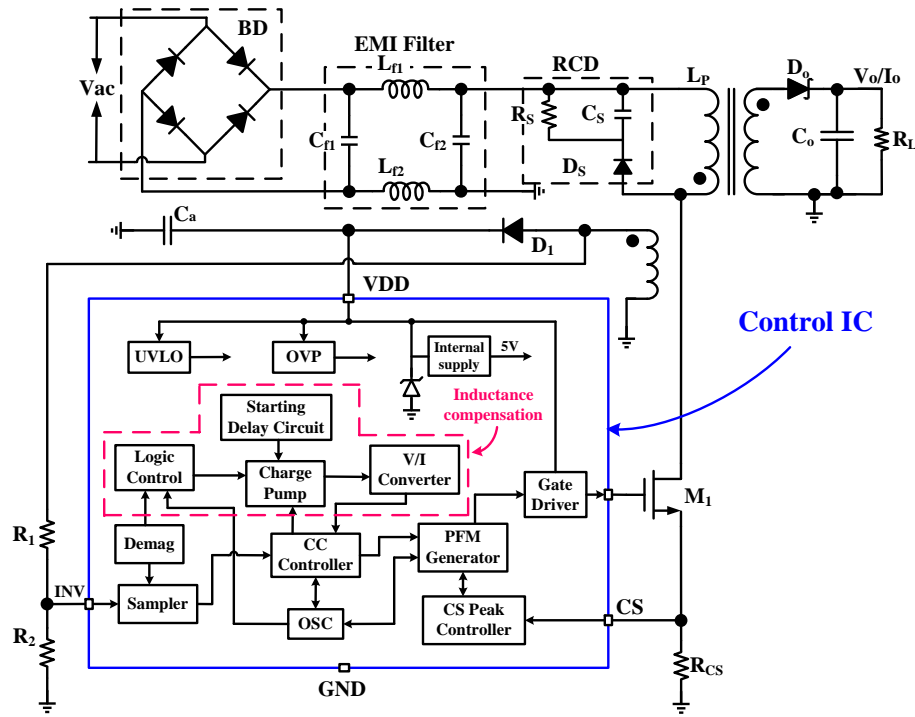 BD
EMI Filter
Vac
Lf1
Cf1
Cf2
Lf2
RCD
RS
CS
DS
LP
Do
Vo/Io
Co
RL
Ca
D1
VDD
Control IC
UVLO
OVP
Internal
supply
5V
Inductance
compensation
Starting
Delay Circuit
Logic
Control
Charge
Pump
V/I
Converter
Gate
Driver
M1
R1
Demag
CC
Controller
PFM
Generator
INV
Sampler
OSC
CS Peak
Controller
CS
R2
RCS
GND